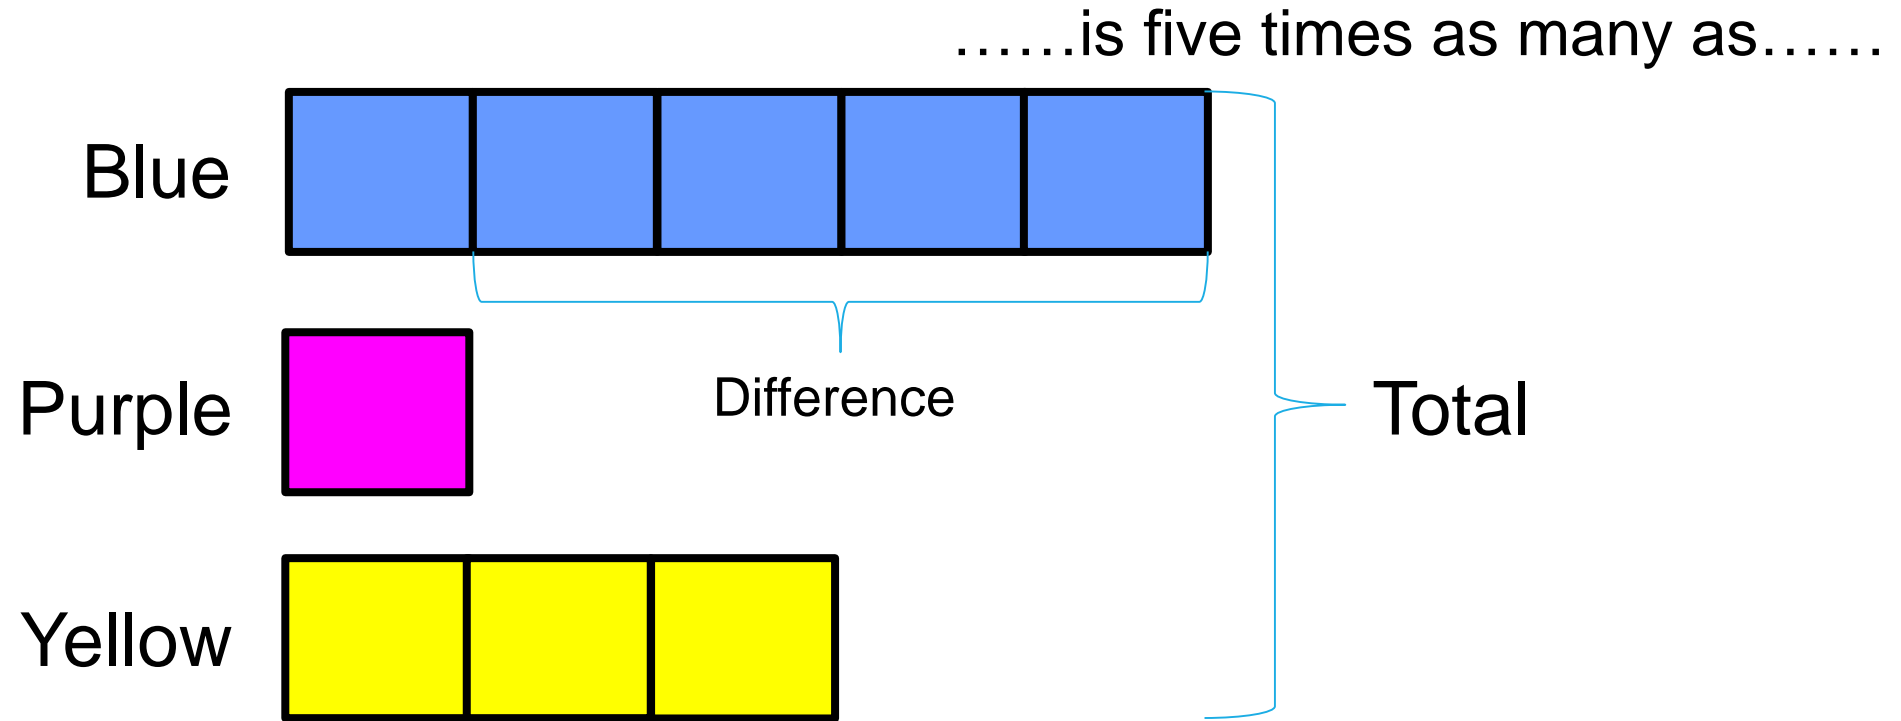 ……is five times as many as……
Blue
Purple
Difference
Total
Yellow